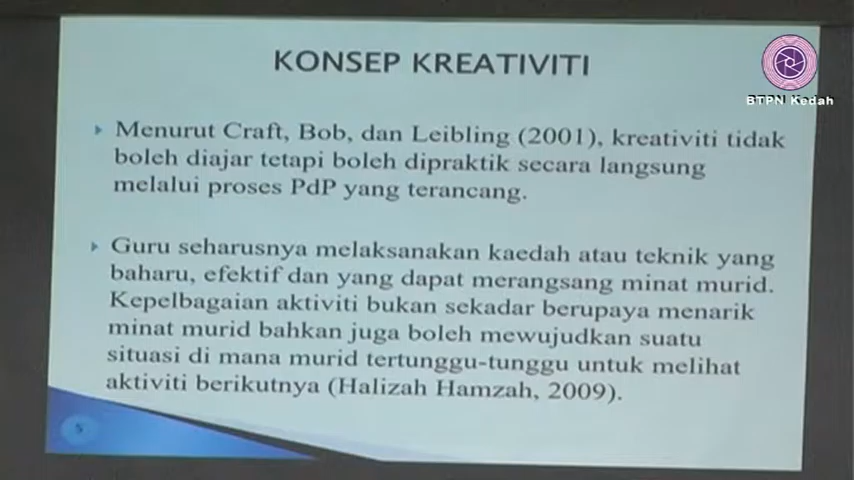 KONSEP KREATIVITI
BTPN Kedah
Menurut Craft, Bob, dan Leibling (2001), kreativiti tidak
boleh diajar tetapi boleh dipraktik secara langsung
melalui proses PdP yang terancang.
Guru seharusnya melaksanakan kaedah atau teknik yang
baharu, efektif dan yang dapat merangsang minat murid.
Kepelbagaian aktiviti bukan sekadar berupaya menarik
minat murid bahkan juga boleh mewujudkan suatu
situasi di mana murid tertunggu-tunggu untuk melihat
aktiviti berikutnya (Halizah Hamzah, 2009).
5